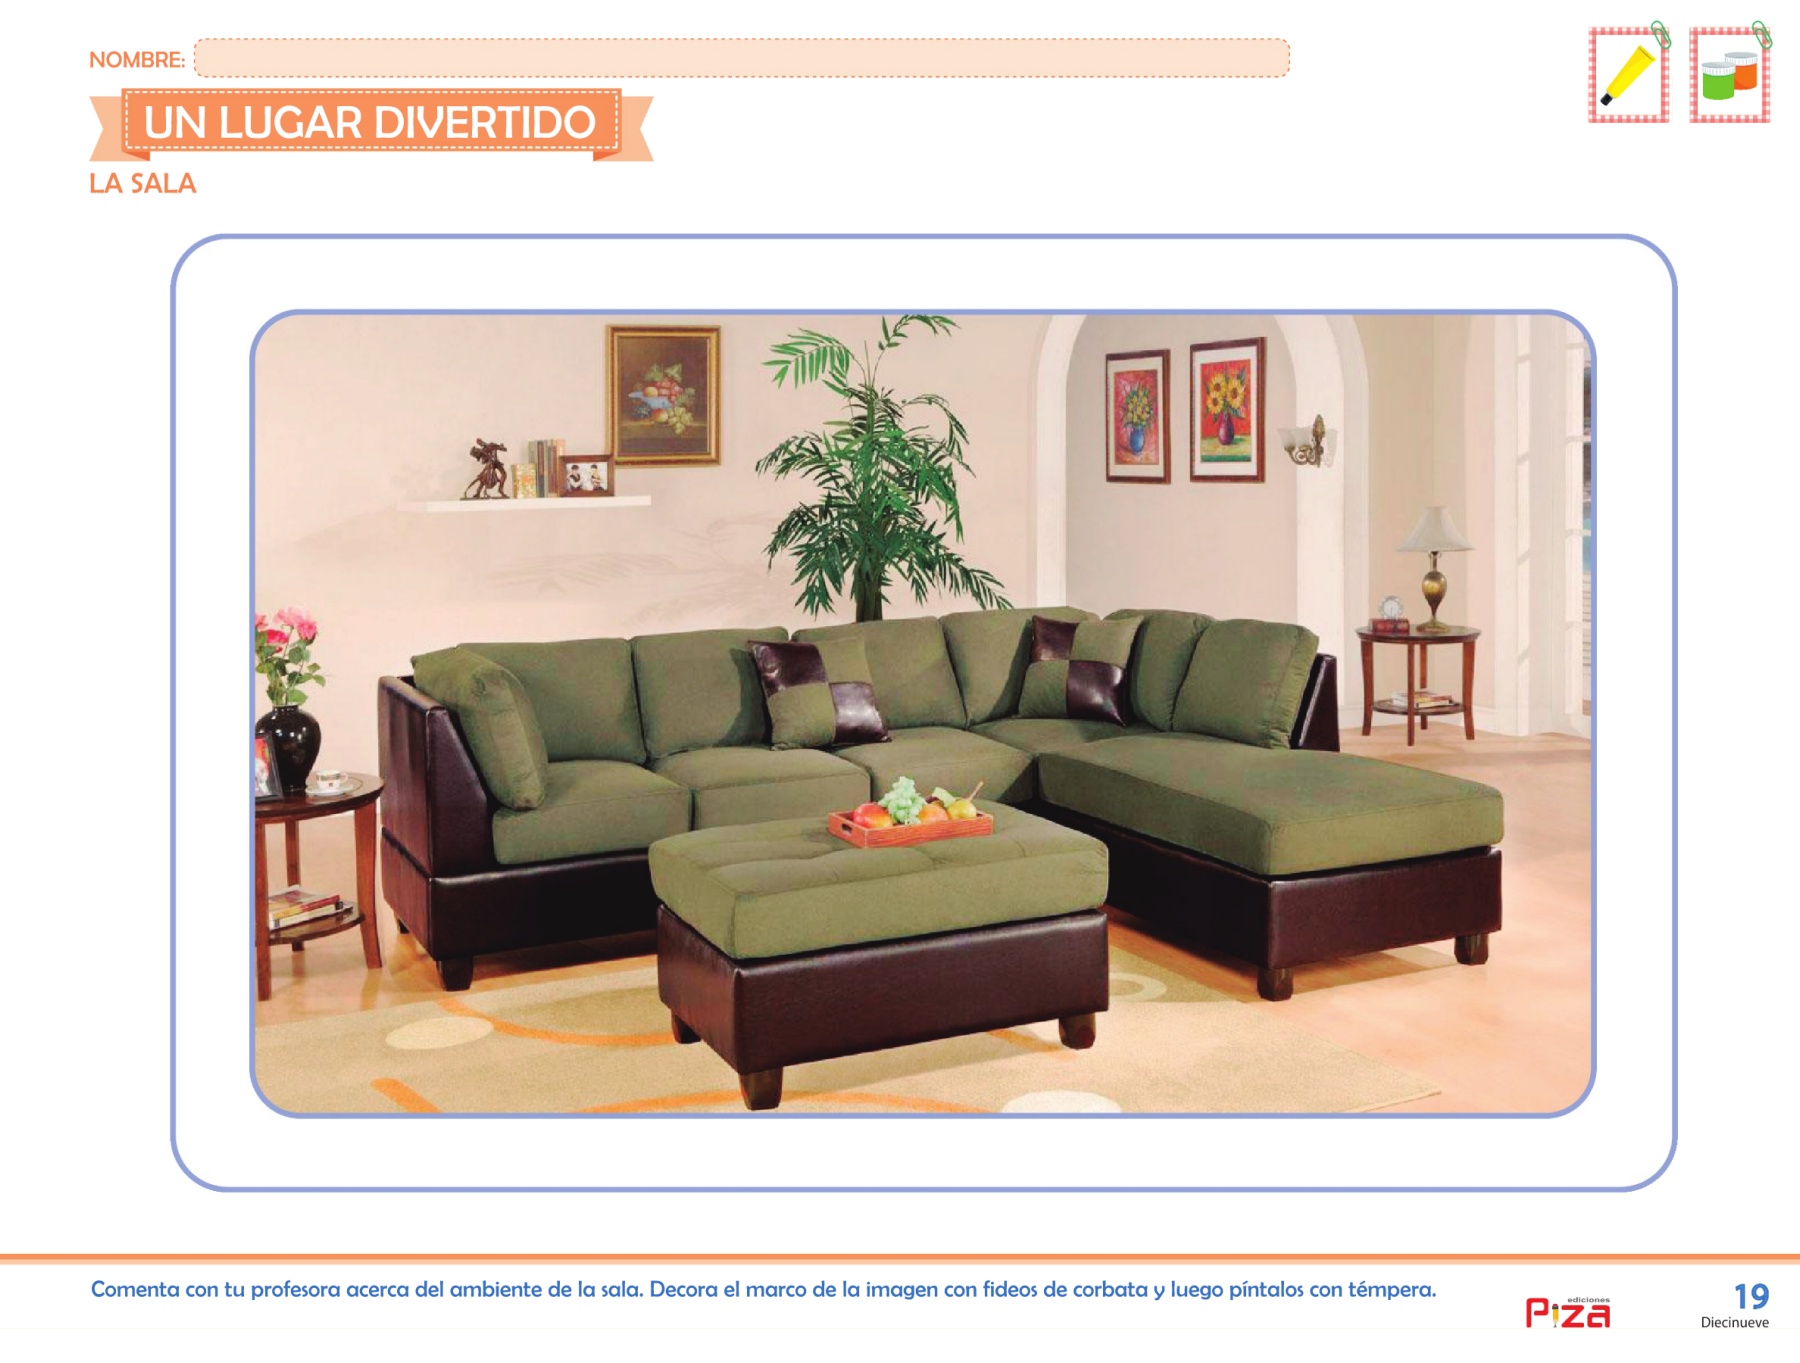 NOMBRE:
UN LUGAR DIVERTIDO
LA SALA
Comenta con tu profesora acerca del ambiente de la sala. Decora el marco de la imagen con fideos de corbata y luego píntalos con témpera.
ediciones
Piza
19
Diecinueve